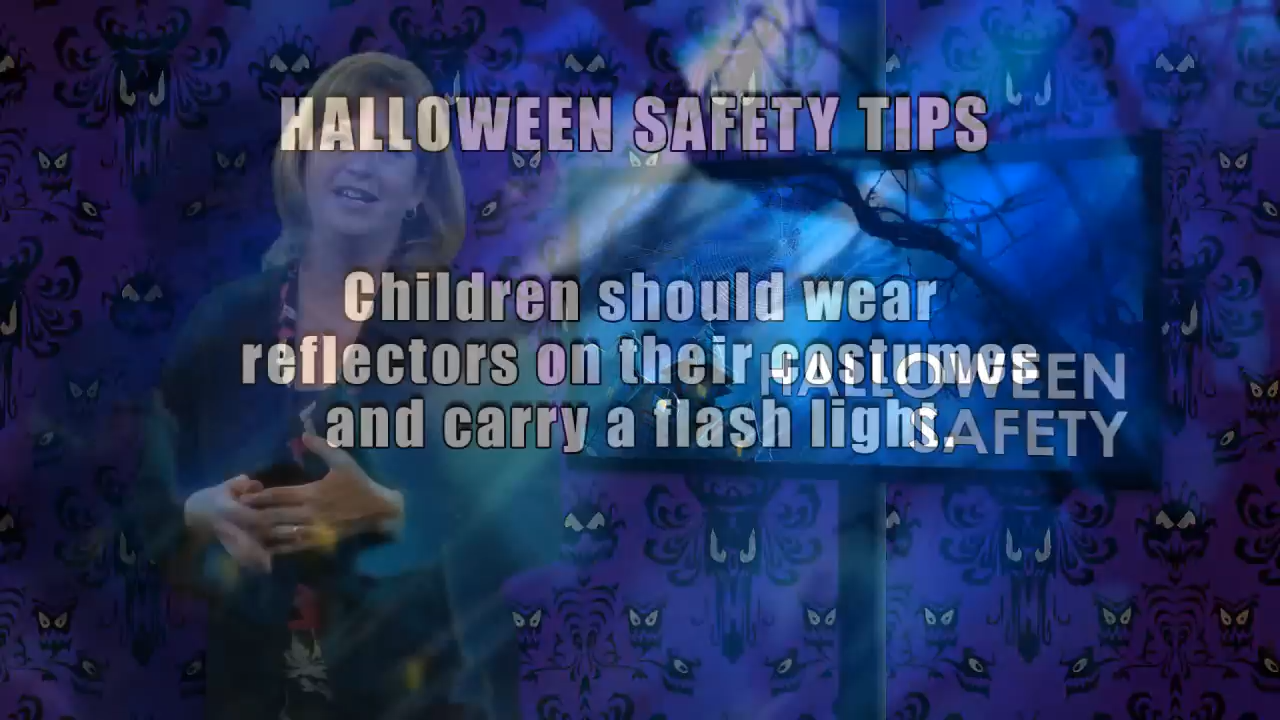 HALLOWEEN SAFETY TIPS
Children should wear
reflectors on their costumes
and carry a flash light.
HALLOWEEN
SAFETY